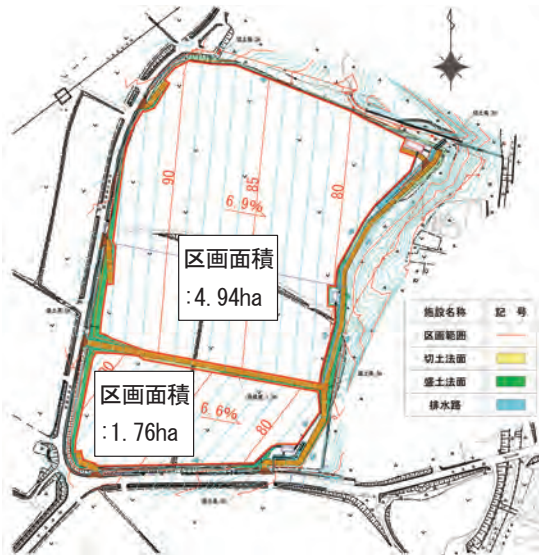 90
85
80
6.9%
区画面積
:4.94ha
施設名称 記 号
区画範囲
切土法面
盛土法面
排水路
区画面積
:1.76ha
6.6%
80